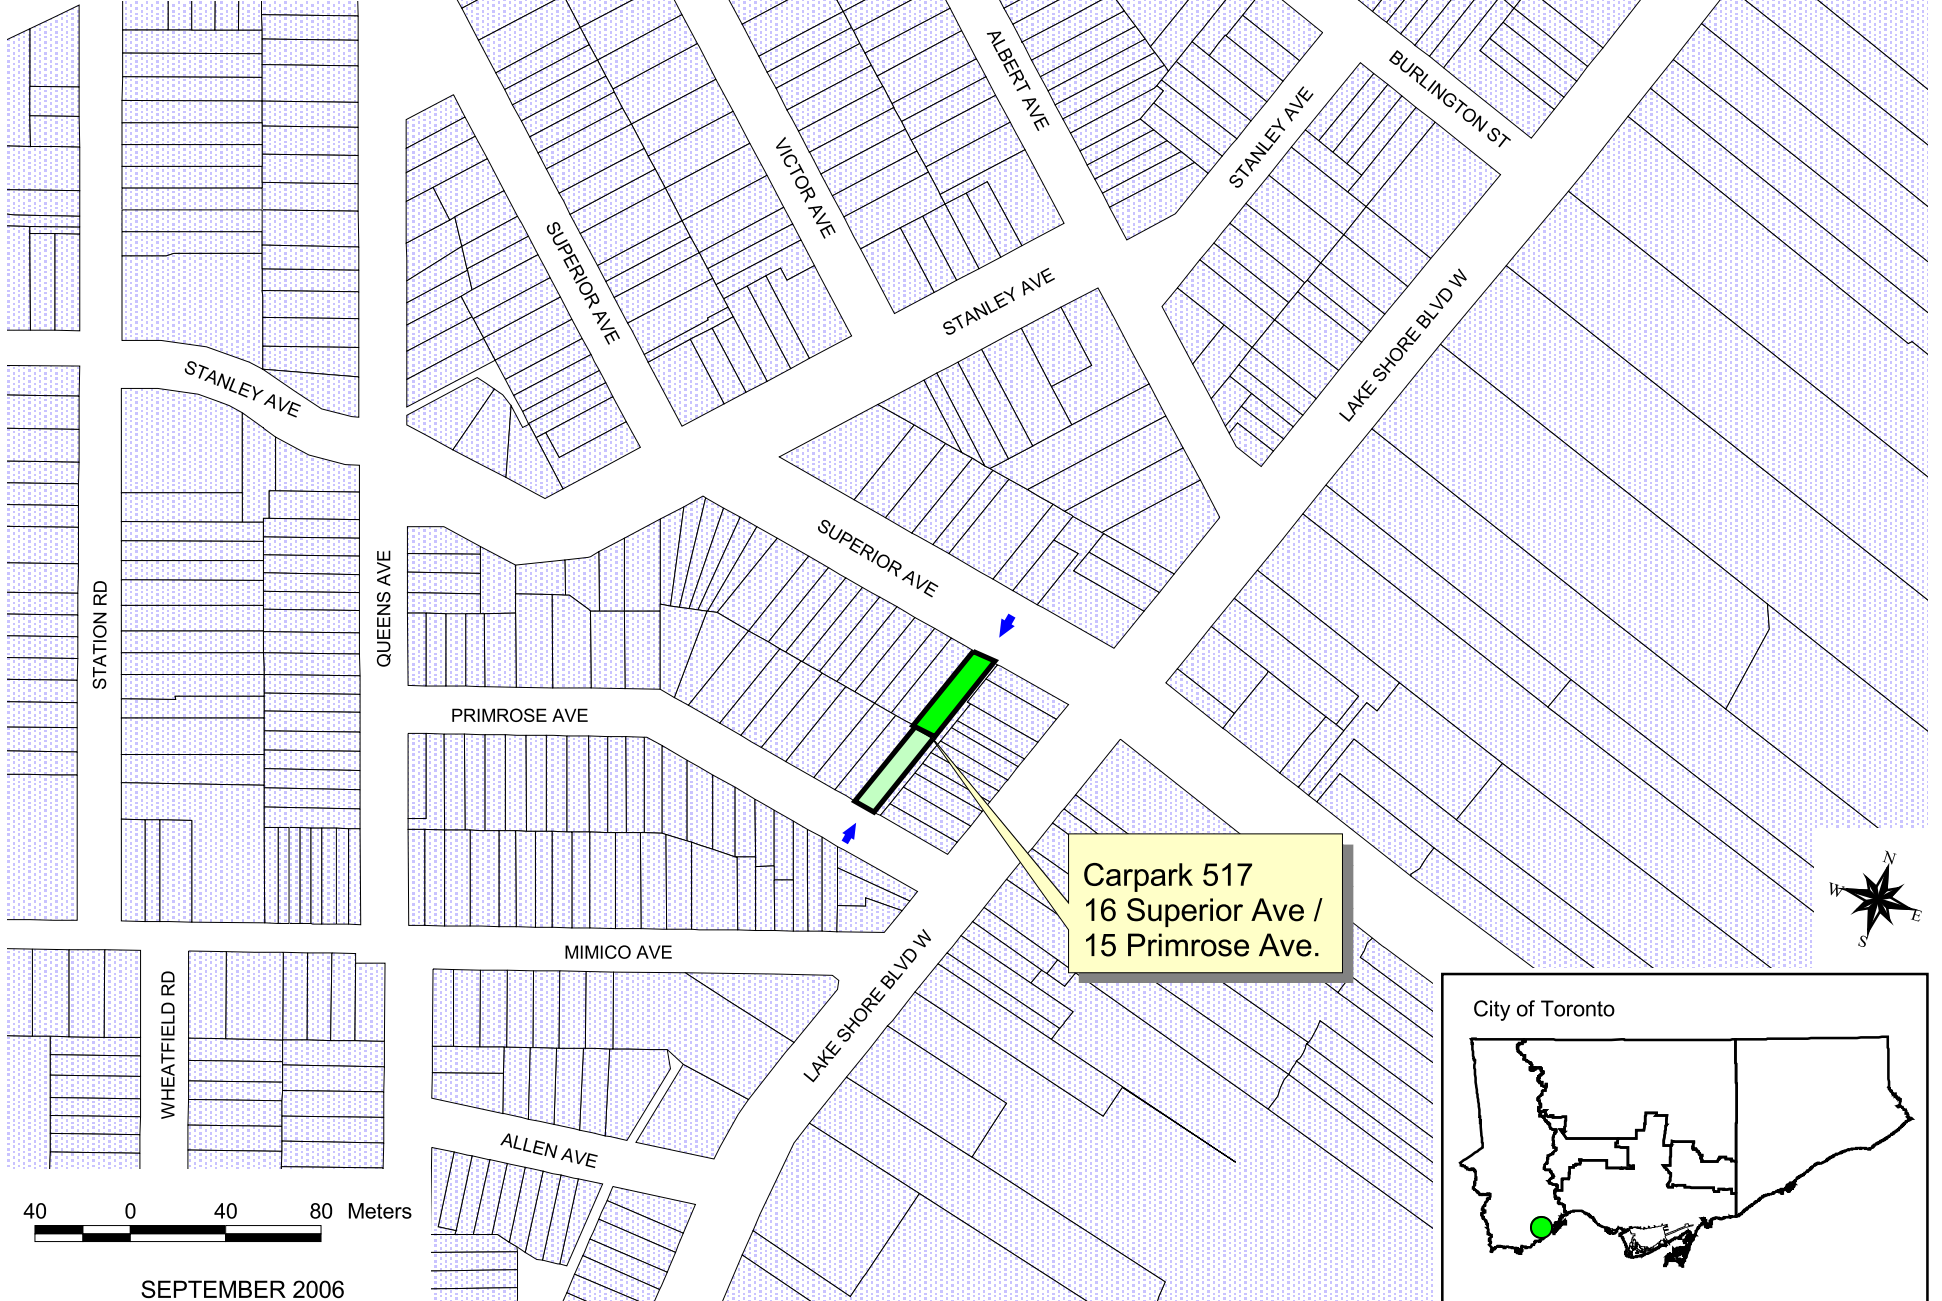 BURLINGTON ST
ALBERT AVE
STANLEY AVE
VICTOR AVE
SUPERIOR AVE
STANLEY AVE
LAKE SHORE BLVD W
STANLEY AVE
SUPERIOR AVE
QUEENS AVE
STATION RD
PRIMROSE AVE
Carpark 517
16 Superior Ave /
15 Primrose Ave.
N
W
E
S
MIMICO AVE
LAKE SHORE BLVD W
WHEATFIELD RD
City of Toronto
ALLEN AVE
40 0 40 80 Meters
SEPTEMBER 2006